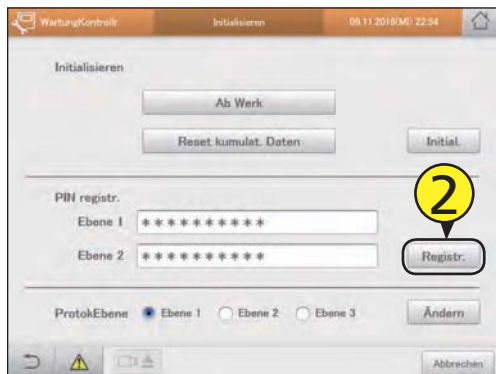 WartungKontrollr Initialisieren 09.11.2016(MI) 22:54
Initialisieren
Ab Werk
Reset kumulat. Daten Initial.
PIN registr.
2
Ebene 1 **********
Ebene 2 ********** Registr.
ProtokEbene Ebene 1 Ebene 2 Ebene 3 Ändern
Abbrechen